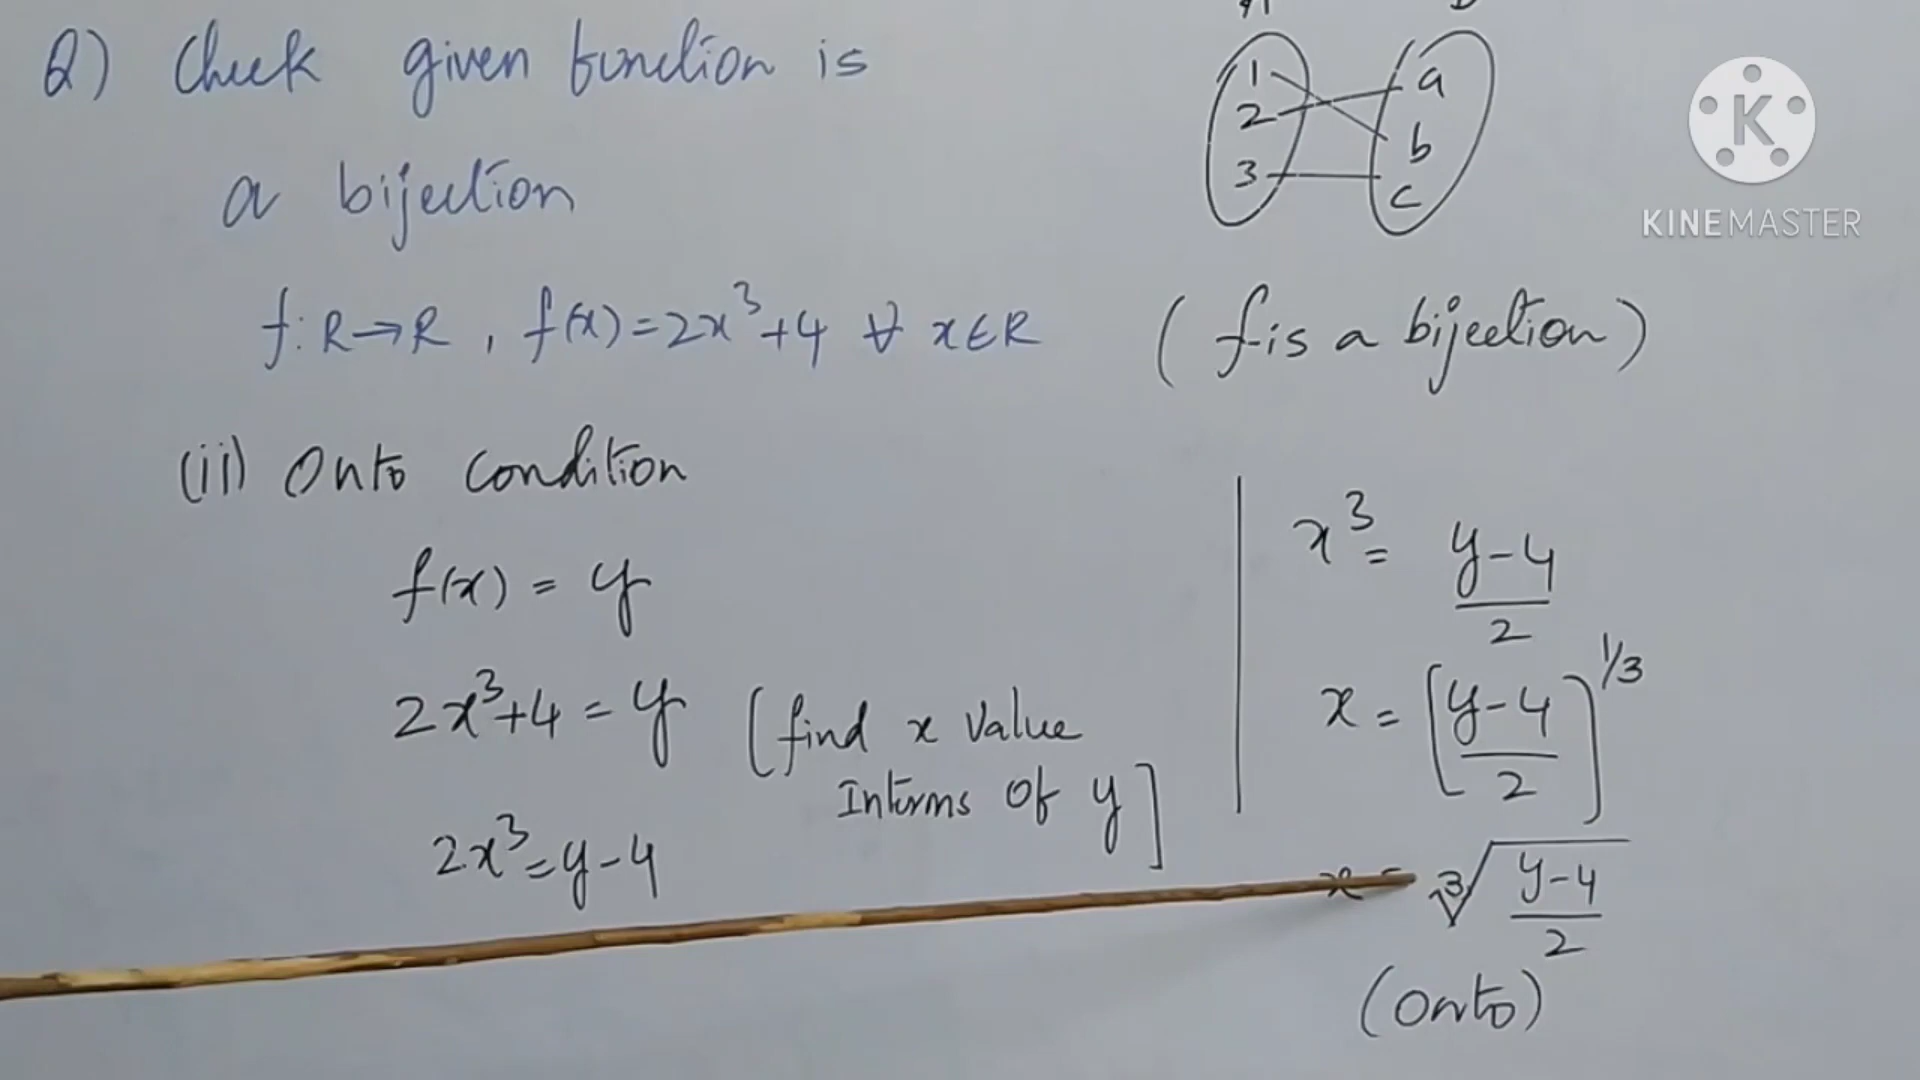 Q) Check given function is
a bijection
f: R→R, f(x)=2x³+4 ∀ x∈R
A
1
2
3
a
b
c
K
KINEMASTER
(f is a bijection)
(ii) Onto condition
f(x) = y
2x³+4 = y [find x value
Interms of y]
2x³=y-4
x³= y-4
2
x = [y-4
2]^1/3
x = ³√y-4
2
(Onto)